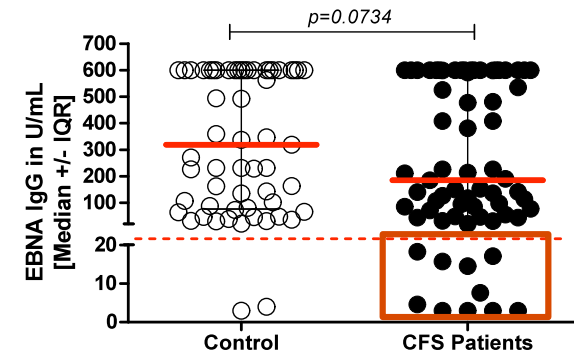 p=0.0734
EBNA IgG in U/mL
[Median +/- IQR]
700
600
500
400
300
200
100
20
10
0
Control
CFS Patients